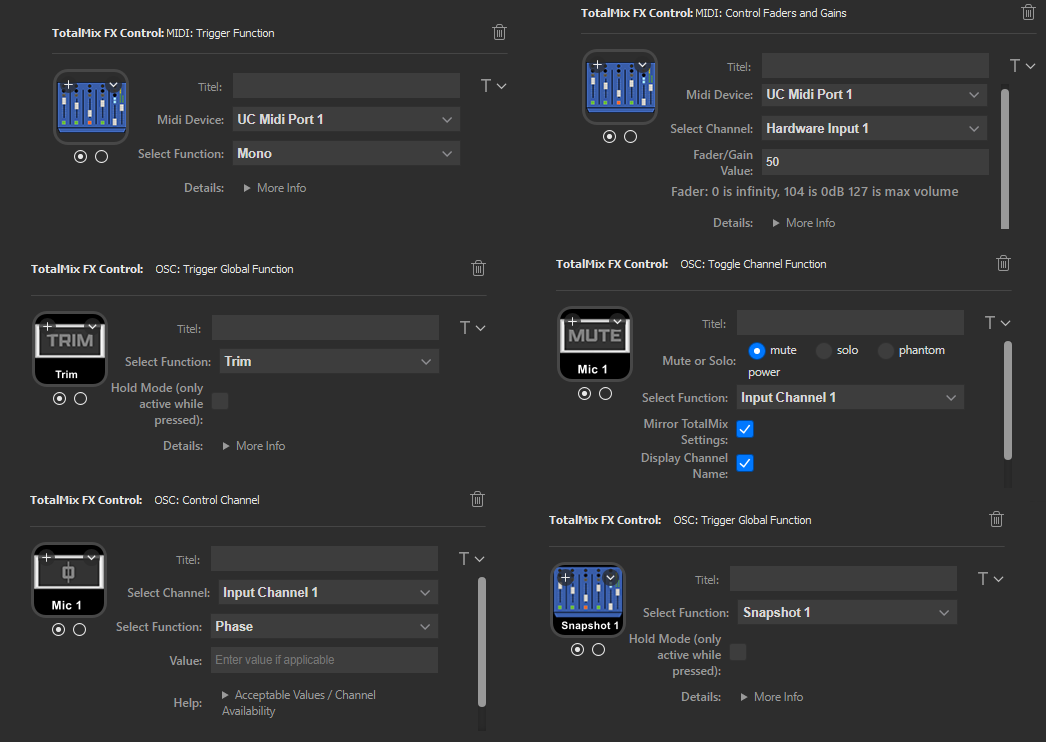 TotalMix FX Control: MIDI: Trigger Function
Titel:
T
Midi Device: UC Midi Port 1
Select Function: Mono
Details: More Info
TotalMix FX Control: MIDI: Control Faders and Gains
Titel:
T
Midi Device: UC Midi Port 1
Select Channel: Hardware Input 1
Fader/Gain
Value: 50
Fader: 0 is infinity, 104 is 0dB 127 is max volume
Details: More Info
TotalMix FX Control: OSC: Trigger Global Function
TRIM
Trim
Titel:
T
Select Function: Trim
Hold Mode (only
active while
pressed):
Details: More Info
TotalMix FX Control: OSC: Toggle Channel Function
MUTE
Mic 1
Titel:
T
Mute or Solo: mute solo phantom
power
Select Function: Input Channel 1
Mirror TotalMix
Settings:
Display Channel
Name:
TotalMix FX Control: OSC: Control Channel
Mic 1
Titel:
T
Select Channel: Input Channel 1
Select Function: Phase
Value: Enter value if applicable
Help: Acceptable Values / Channel
Availability
TotalMix FX Control: OSC: Trigger Global Function
Snapshot 1
Titel:
T
Select Function: Snapshot 1
Hold Mode (only
active while
pressed):
Details: More Info